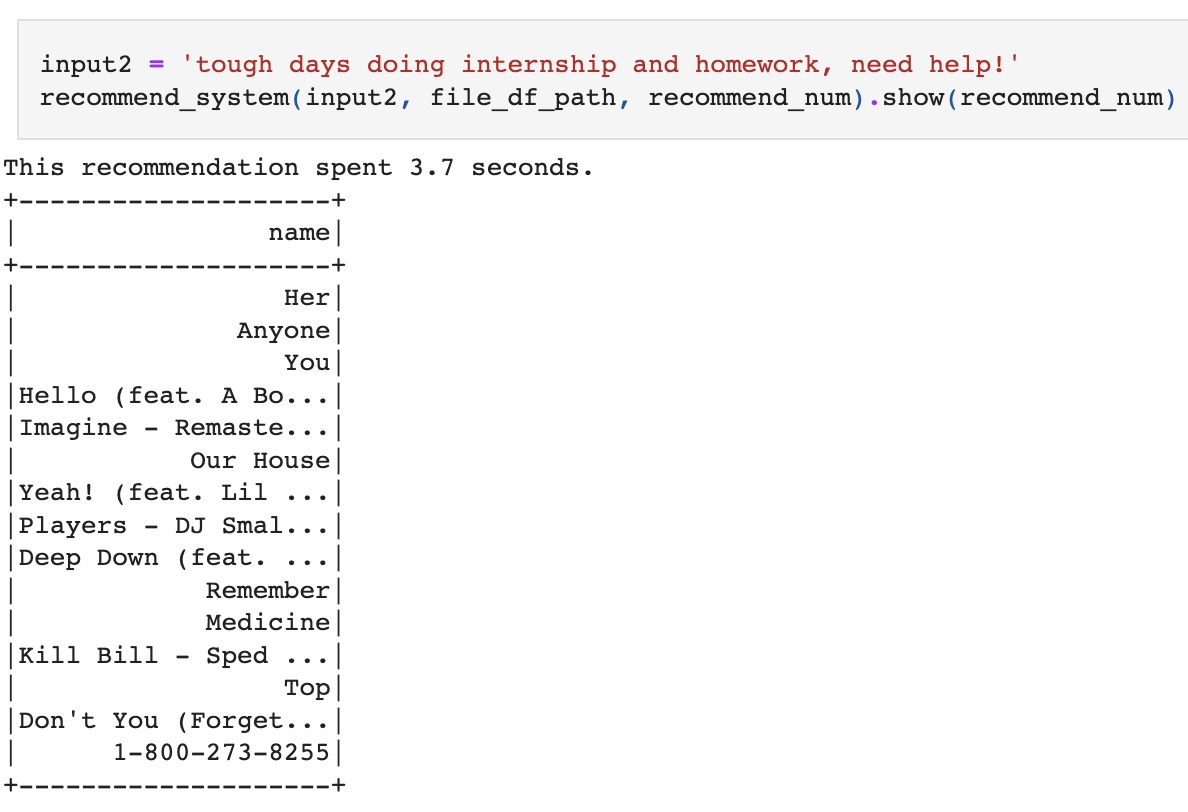 input2 = 'tough days doing internship and homework, need help!'
recommend_system(input2, file_df_path, recommend_num).show(recommend_num)
This recommendation spent 3.7 seconds.
+--------------------+
|                name|
+--------------------+
|                 Her|
|              Anyone|
|                 You|
|Hello (feat. A Bo...|
|Imagine - Remaste...|
|           Our House|
|Yeah! (feat. Lil ...|
|Players - DJ Smal...|
|Deep Down (feat. ...|
|            Remember|
|            Medicine|
|Kill Bill - Sped ...|
|                 Top|
|Don't You (Forget...|
|      1-800-273-8255|
+--------------------+